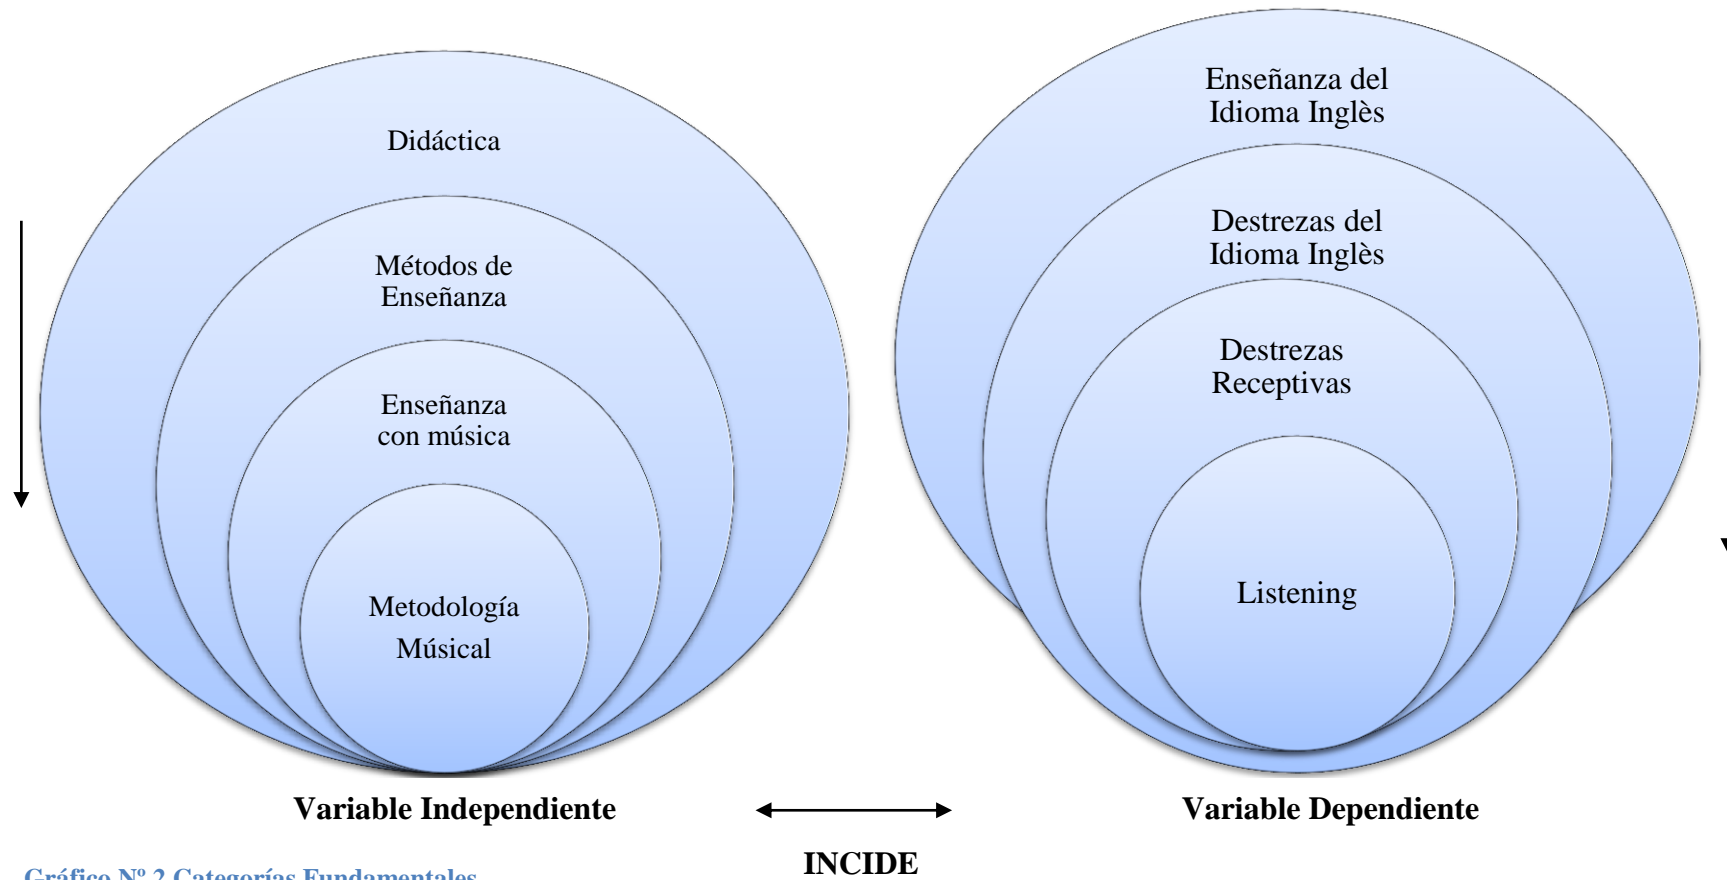 Didáctica
Métodos de
Enseñanza
Enseñanza
con música
Metodología
Músical
Enseñanza del
Idioma Inglès
Destrezas del
Idioma Inglès
Destrezas
Receptivas
Listening
Variable Independiente
Variable Dependiente
INCIDE
Gráfico Nº 2 Categorías Fundamentales